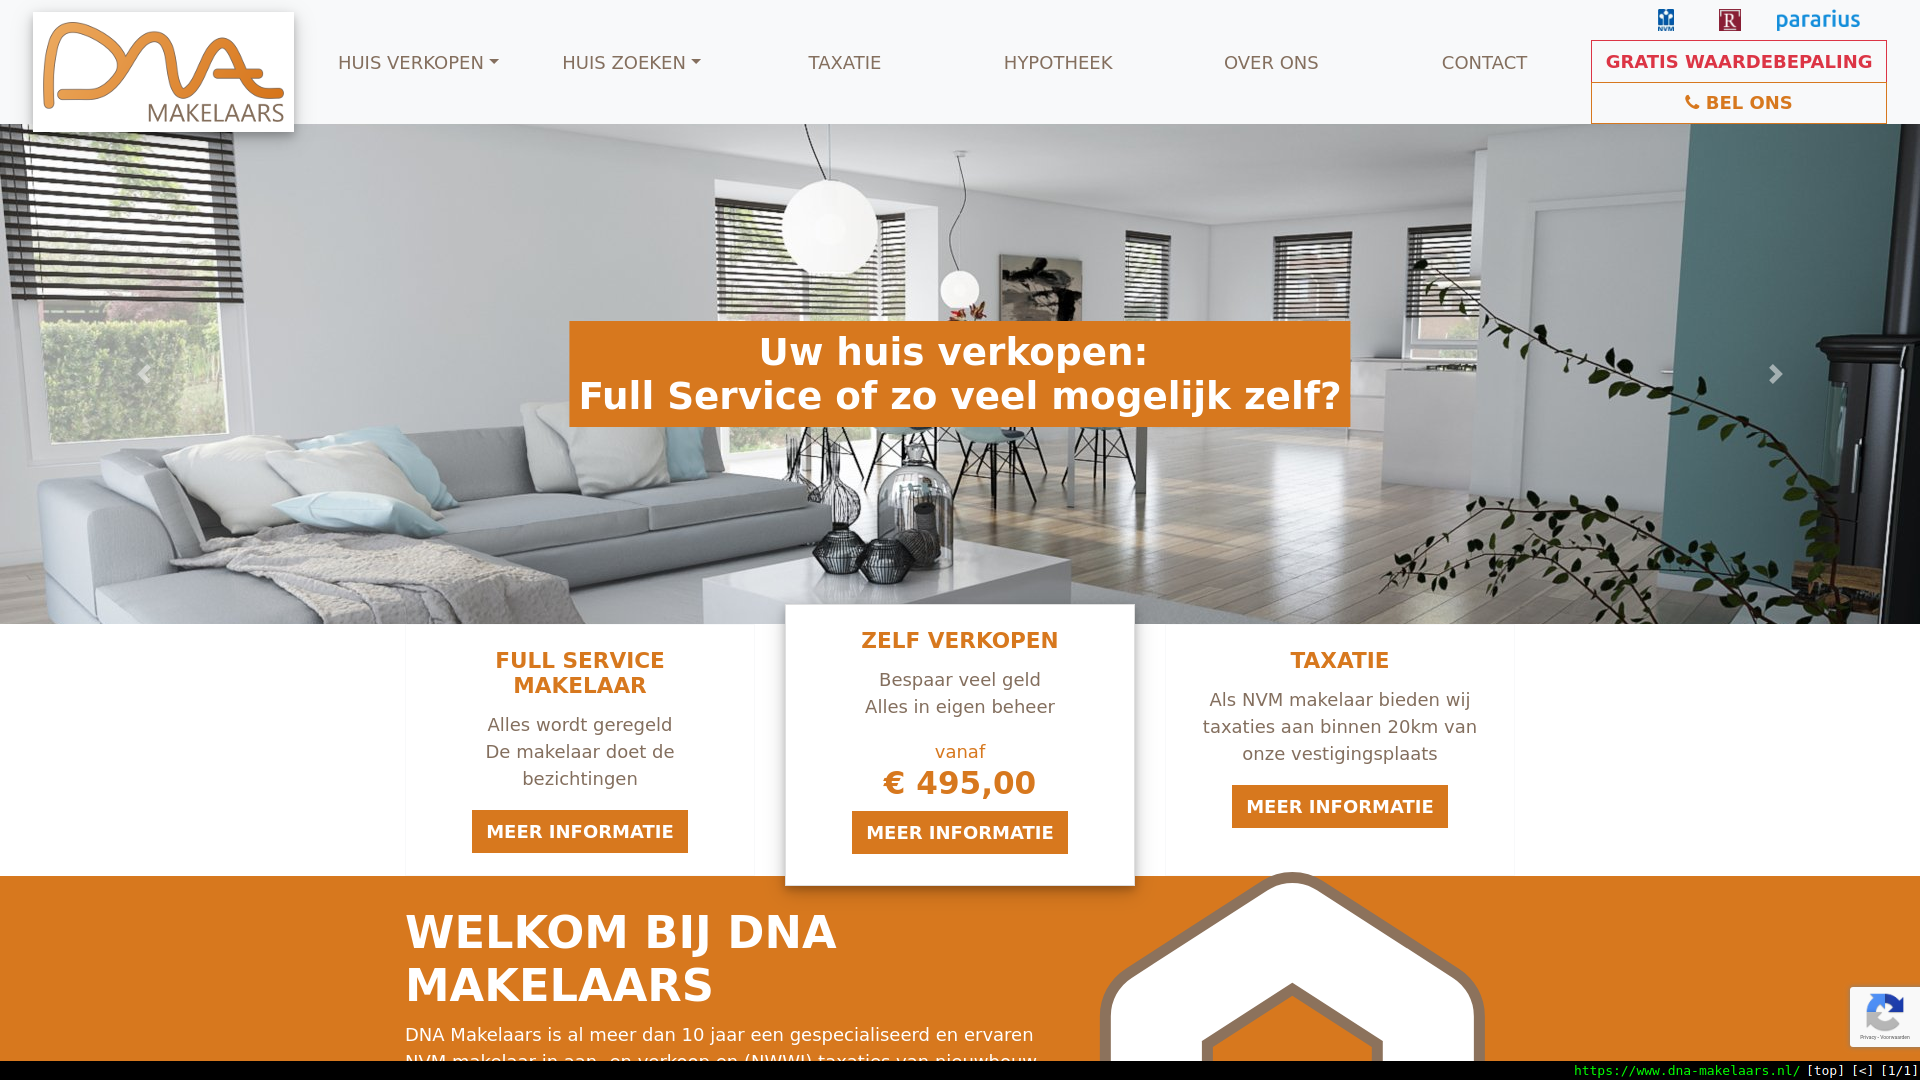 DNA
MAKELAARS
HUIS VERKOPEN
HUIS ZOEKEN
TAXATIE
HYPOTHEEK
OVER ONS
CONTACT
NVM
R
pararius
GRATIS WAARDEBEPALING
BEL ONS
Uw huis verkopen:
Full Service of zo veel mogelijk zelf?
FULL SERVICE
MAKELAAR
Alles wordt geregeld
De makelaar doet de
bezichtingen
MEER INFORMATIE
ZELF VERKOPEN
Bespaar veel geld
Alles in eigen beheer
vanaf
€ 495,00
MEER INFORMATIE
TAXATIE
Als NVM makelaar bieden wij
taxaties aan binnen 20km van
onze vestigingsplaats
MEER INFORMATIE
WELKOM BIJ DNA
MAKELAARS
DNA Makelaars is al meer dan 10 jaar een gespecialiseerd en ervaren
NVM makelaar in aan- en verkoop en (NWWI) taxaties van nieuwbouw,
Privacy - Voorwaarden
https://www.dna-makelaars.nl/ [top] [<] [1/1]